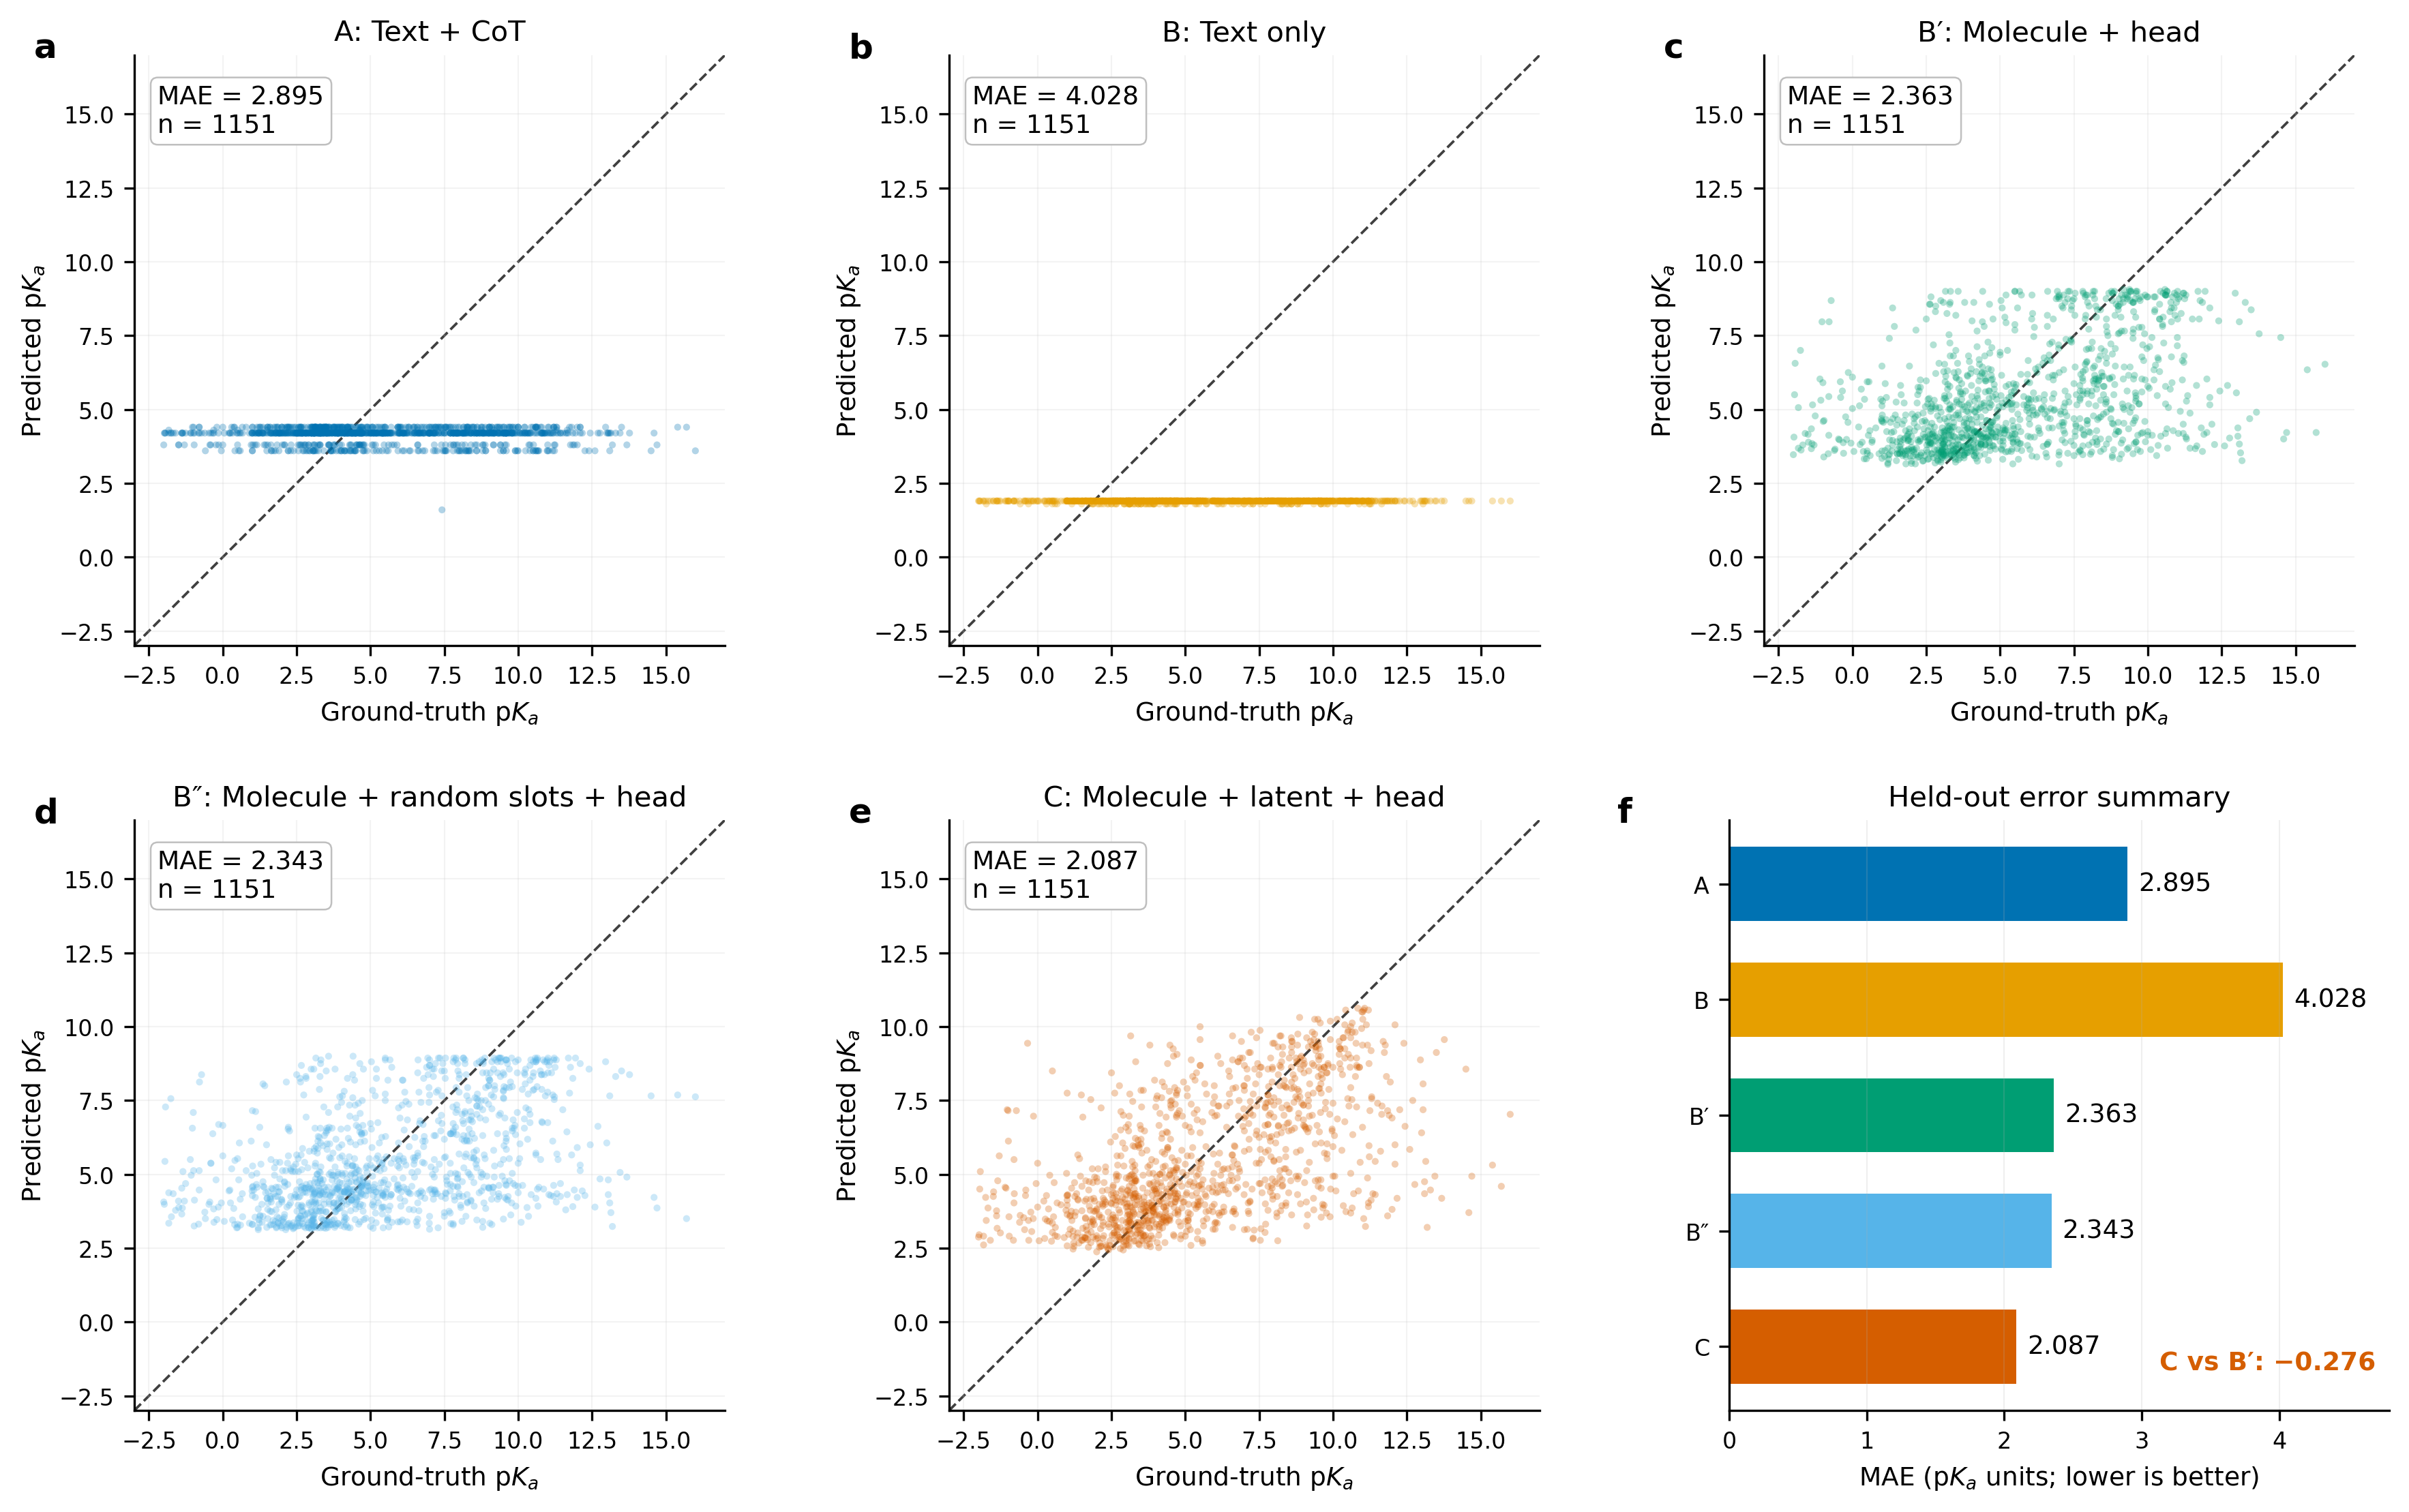 a
A: Text + CoT
MAE = 2.895
n = 1151
15.0
12.5
10.0
7.5
5.0
2.5
0.0
−2.5
Predicted pKa
−2.5 0.0 2.5 5.0 7.5 10.0 12.5 15.0
Ground-truth pKa
b
B: Text only
MAE = 4.028
n = 1151
15.0
12.5
10.0
7.5
5.0
2.5
0.0
−2.5
Predicted pKa
−2.5 0.0 2.5 5.0 7.5 10.0 12.5 15.0
Ground-truth pKa
c
B′: Molecule + head
MAE = 2.363
n = 1151
15.0
12.5
10.0
7.5
5.0
2.5
0.0
−2.5
Predicted pKa
−2.5 0.0 2.5 5.0 7.5 10.0 12.5 15.0
Ground-truth pKa
d
B″: Molecule + random slots + head
MAE = 2.343
n = 1151
15.0
12.5
10.0
7.5
5.0
2.5
0.0
−2.5
Predicted pKa
−2.5 0.0 2.5 5.0 7.5 10.0 12.5 15.0
Ground-truth pKa
e
C: Molecule + latent + head
MAE = 2.087
n = 1151
15.0
12.5
10.0
7.5
5.0
2.5
0.0
−2.5
Predicted pKa
−2.5 0.0 2.5 5.0 7.5 10.0 12.5 15.0
Ground-truth pKa
f
Held-out error summary
A 2.895
B 4.028
B′ 2.363
B″ 2.343
C 2.087
C vs B′: −0.276
0 1 2 3 4
MAE (pKa units; lower is better)